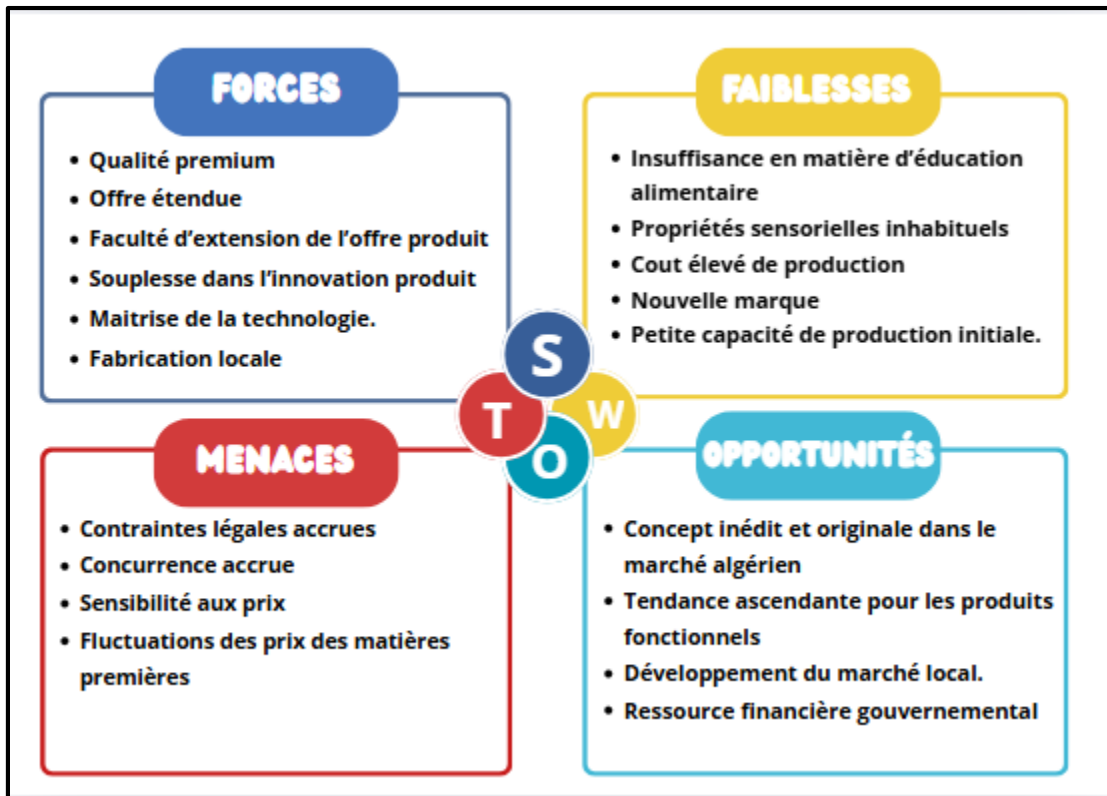 FORCES
• Qualité premium
• Offre étendue
• Faculté d'extension de l'offre produit
• Souplesse dans l'innovation produit
• Maitrise de la technologie.
• Fabrication locale
FAIBLESSES
• Insuffisance en matière d'éducation
alimentaire
• Propriétés sensorielles inhabituels
• Cout élevé de production
• Nouvelle marque
• Petite capacité de production initiale.
S
T
W
O
MENACES
• Contraintes légales accrues
• Concurrence accrue
• Sensibilité aux prix
• Fluctuations des prix des matières
premières
OPPORTUNITÉS
• Concept inédit et originale dans le
marché algérien
• Tendance ascendante pour les produits
fonctionnels
• Développement du marché local.
• Ressource financière gouvernemental